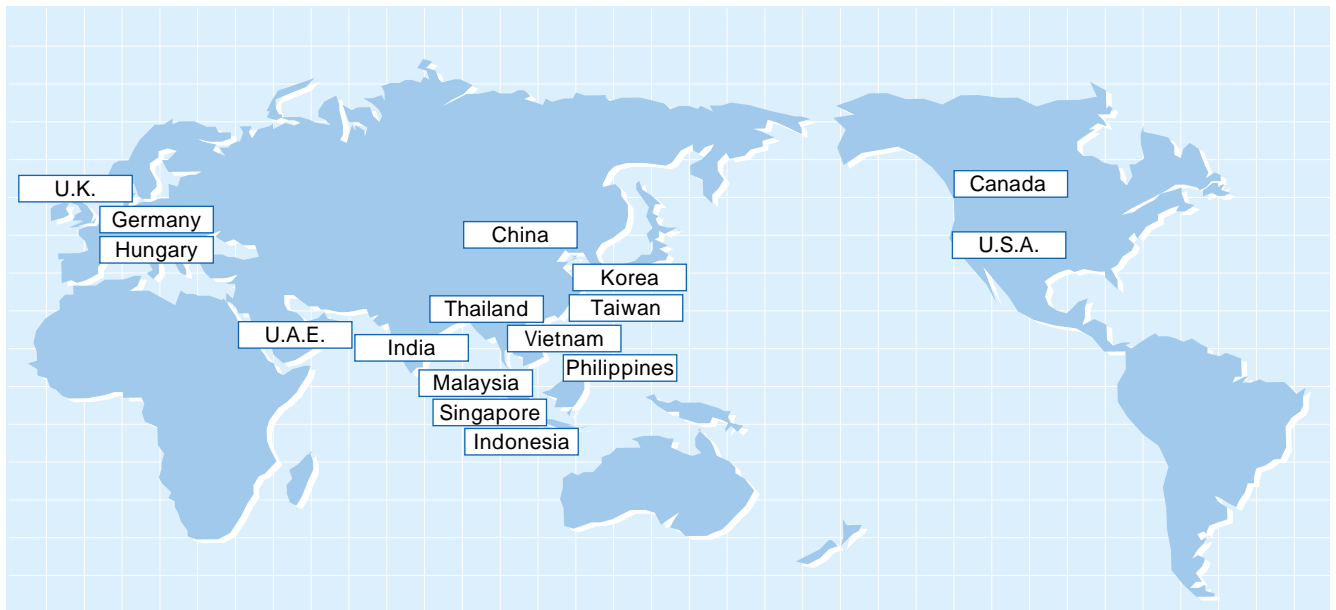 U.K.
Germany
Hungary
U.A.E.
India
China
Korea
Thailand
Taiwan
Vietnam
Philippines
Malaysia
Singapore
Indonesia
Canada
U.S.A.